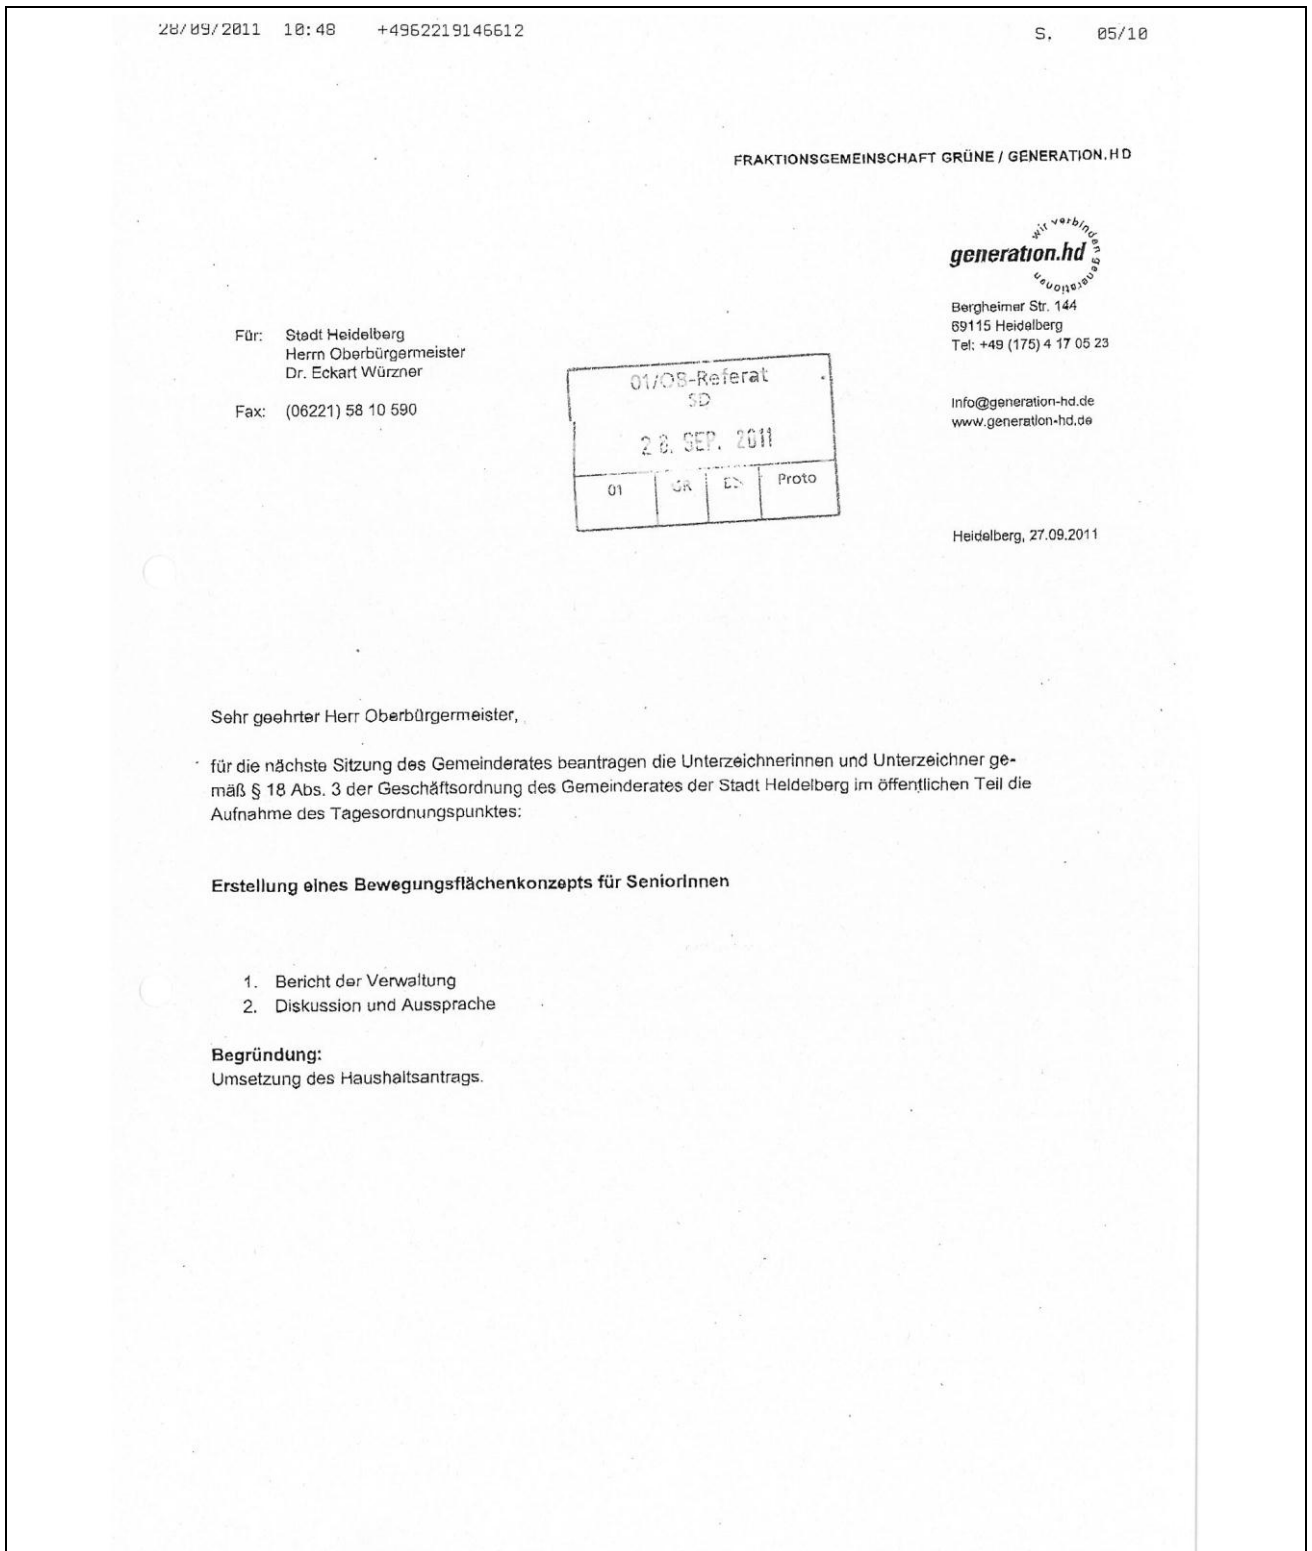 28/09/2011 10:48 +4962219146612 S. 05/10
FRAKTIONSGEMEINSCHAFT GRÜNE / GENERATION.HD
wir verbinden generationen
generation.hd
Bergheimer Str. 144
69115 Heidelberg
Tel: +49 (175) 4 17 05 23
Info@generation-hd.de
www.generation-hd.de
Für: Stadt Heidelberg
Herrn Oberbürgermeister
Dr. Eckart Würzner
Fax: (06221) 58 10 590
01/OB-Referat
SD
28. SEP. 2011
01 GR Proto
Heidelberg, 27.09.2011
Sehr geehrter Herr Oberbürgermeister,
für die nächste Sitzung des Gemeinderates beantragen die Unterzeichnerinnen und Unterzeichner ge-
mäß § 18 Abs. 3 der Geschäftsordnung des Gemeinderates der Stadt Heidelberg im öffentlichen Teil die
Aufnahme des Tagesordnungspunktes:
Erstellung eines Bewegungsflächenkonzepts für SeniorInnen
1. Bericht der Verwaltung
2. Diskussion und Aussprache
Begründung:
Umsetzung des Haushaltsantrags.